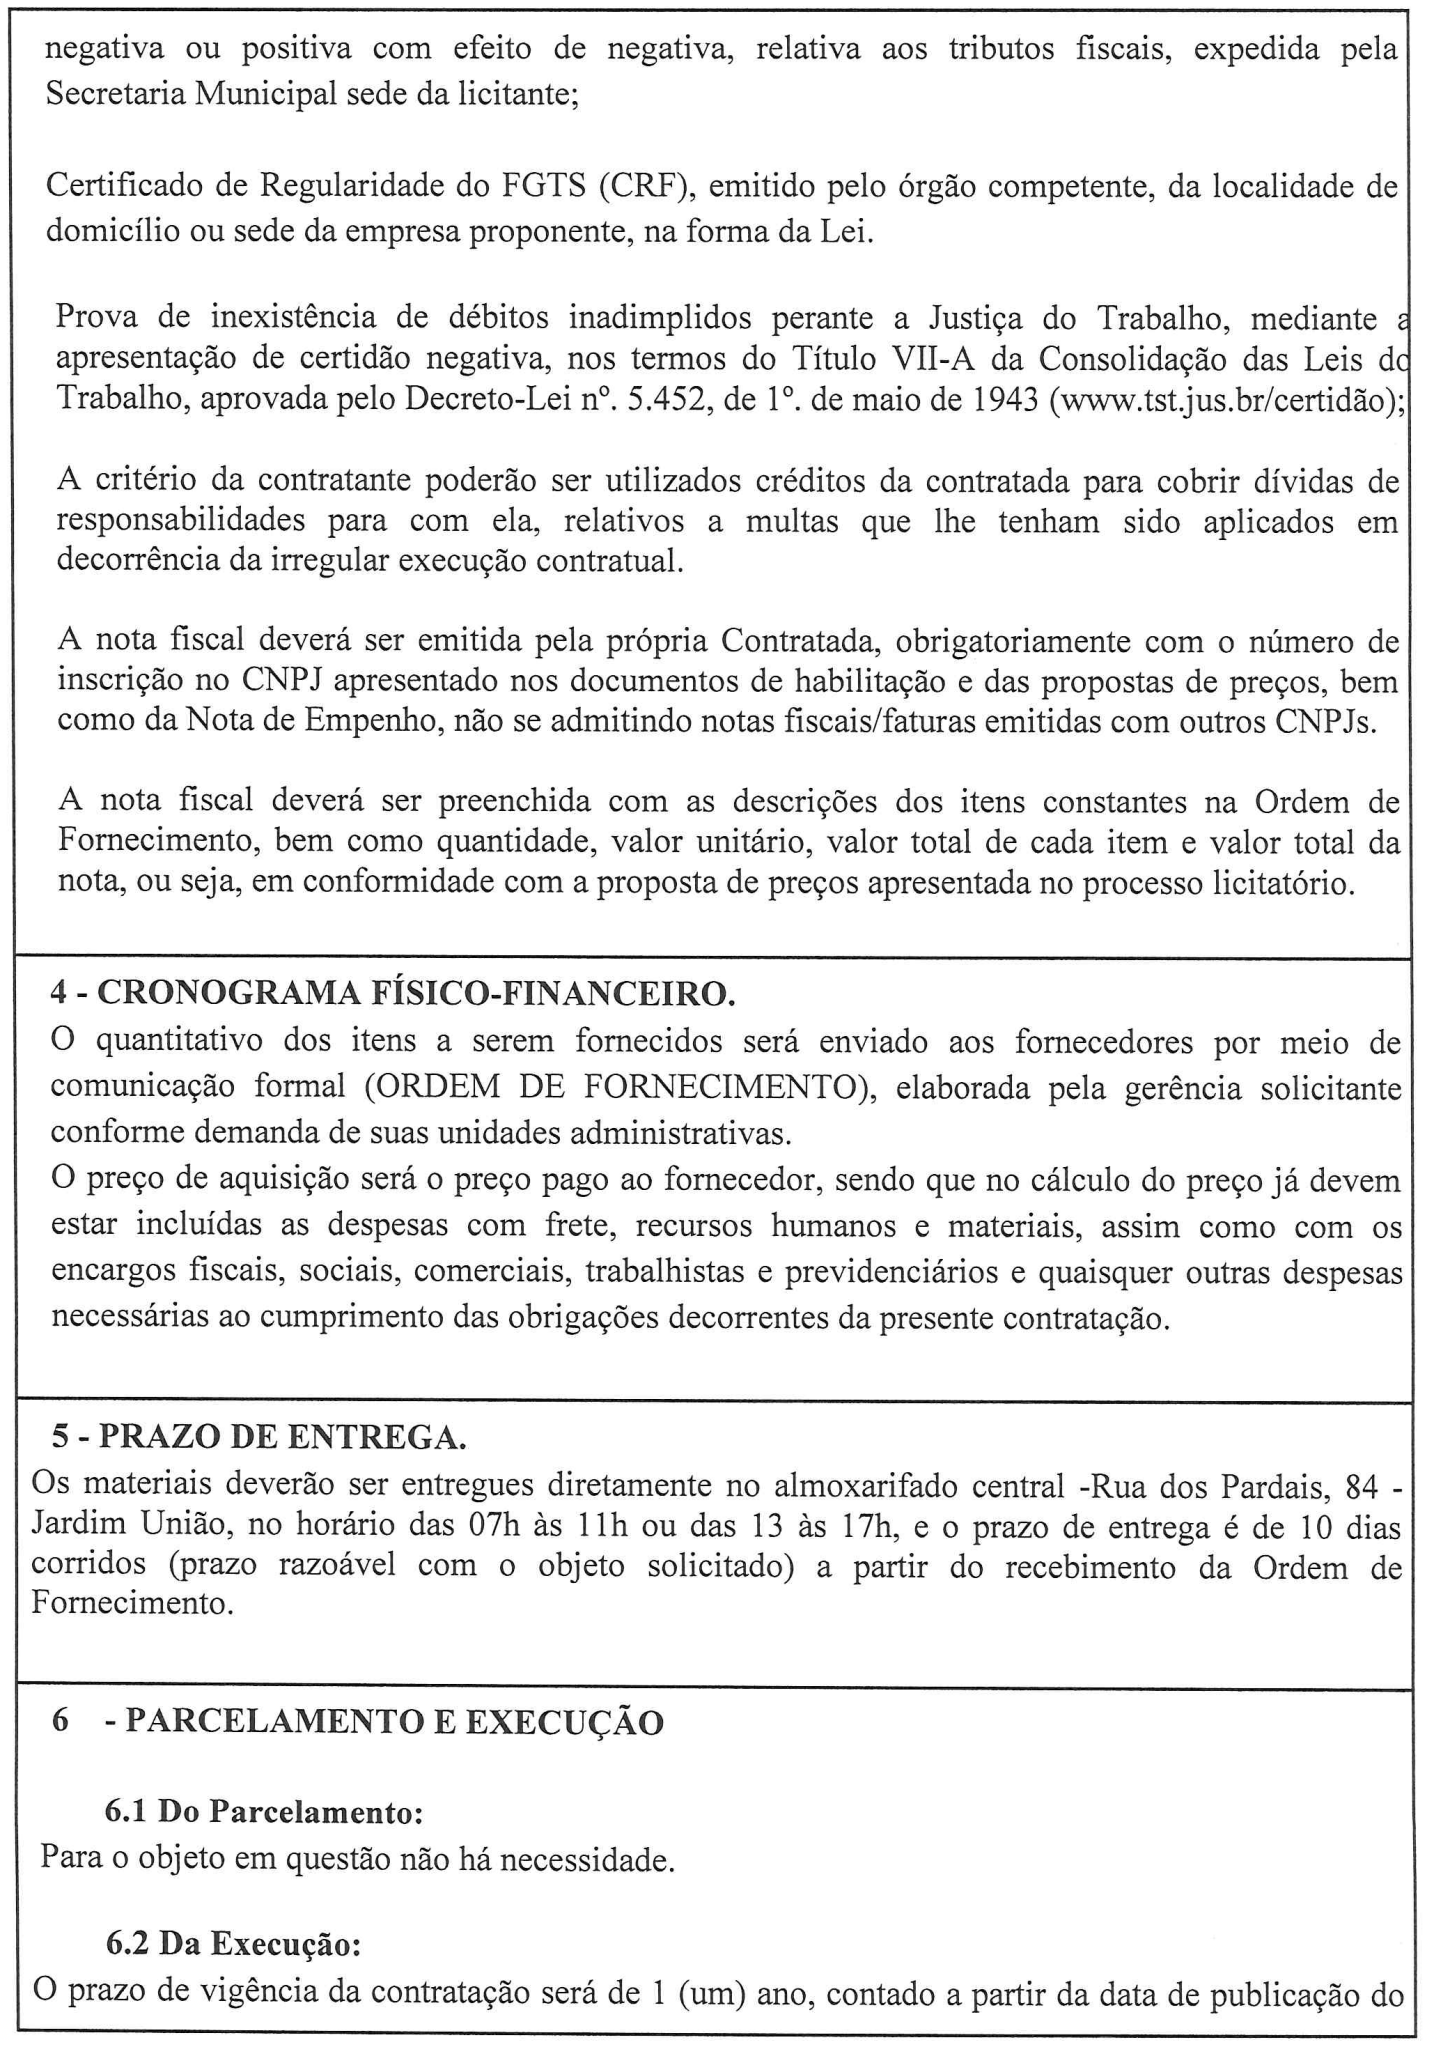 negativa ou positiva com efeito de negativa, relativa aos tributos fiscais, expedida pela
Secretaria Municipal sede da licitante;
Certificado de Regularidade do FGTS (CRF), emitido pelo órgão competente, da localidade de
domicílio ou sede da empresa proponente, na forma da Lei.
Prova de inexistência de débitos inadimplidos perante a Justiça do Trabalho, mediante a
apresentação de certidão negativa, nos termos do Título VII-A da Consolidação das Leis do
Trabalho, aprovada pelo Decreto-Lei nº. 5.452, de 1º. de maio de 1943 (www.tst.jus.br/certidão);
A critério da contratante poderão ser utilizados créditos da contratada para cobrir dívidas de
responsabilidades para com ela, relativos a multas que lhe tenham sido aplicados em
decorrência da irregular execução contratual.
A nota fiscal deverá ser emitida pela própria Contratada, obrigatoriamente com o número de
inscrição no CNPJ apresentado nos documentos de habilitação e das propostas de preços, bem
como da Nota de Empenho, não se admitindo notas fiscais/faturas emitidas com outros CNPJs.
A nota fiscal deverá ser preenchida com as descrições dos itens constantes na Ordem de
Fornecimento, bem como quantidade, valor unitário, valor total de cada item e valor total da
nota, ou seja, em conformidade com a proposta de preços apresentada no processo licitatório.
4 - CRONOGRAMA FÍSICO-FINANCEIRO.
O quantitativo dos itens a serem fornecidos será enviado aos fornecedores por meio de
comunicação formal (ORDEM DE FORNECIMENTO), elaborada pela gerência solicitante
conforme demanda de suas unidades administrativas.
O preço de aquisição será o preço pago ao fornecedor, sendo que no cálculo do preço já devem
estar incluídas as despesas com frete, recursos humanos e materiais, assim como com os
encargos fiscais, sociais, comerciais, trabalhistas e previdenciários e quaisquer outras despesas
necessárias ao cumprimento das obrigações decorrentes da presente contratação.
5 - PRAZO DE ENTREGA.
Os materiais deverão ser entregues diretamente no almoxarifado central -Rua dos Pardais, 84 -
Jardim União, no horário das 07h às 11h ou das 13 às 17h, e o prazo de entrega é de 10 dias
corridos (prazo razoável com o objeto solicitado) a partir do recebimento da Ordem de
Fornecimento.
6 - PARCELAMENTO E EXECUÇÃO
6.1 Do Parcelamento:
Para o objeto em questão não há necessidade.
6.2 Da Execução:
O prazo de vigência da contratação será de 1 (um) ano, contado a partir da data de publicação do